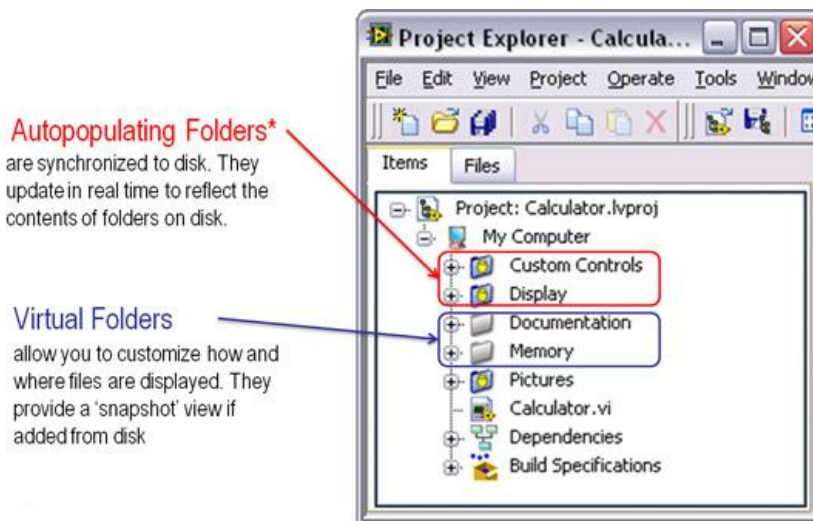 Project Explorer - Calcula...
File Edit View Project Operate Tools Window
Items Files
Project: Calculator.lvproj
My Computer
Custom Controls
Display
Documentation
Memory
Pictures
Calculator.vi
Dependencies
Build Specifications
Autopopulating Folders*
are synchronized to disk. They
update in real time to reflect the
contents of folders on disk.
Virtual Folders
allow you to customize how and
where files are displayed. They
provide a ‘snapshot’ view if
added from disk